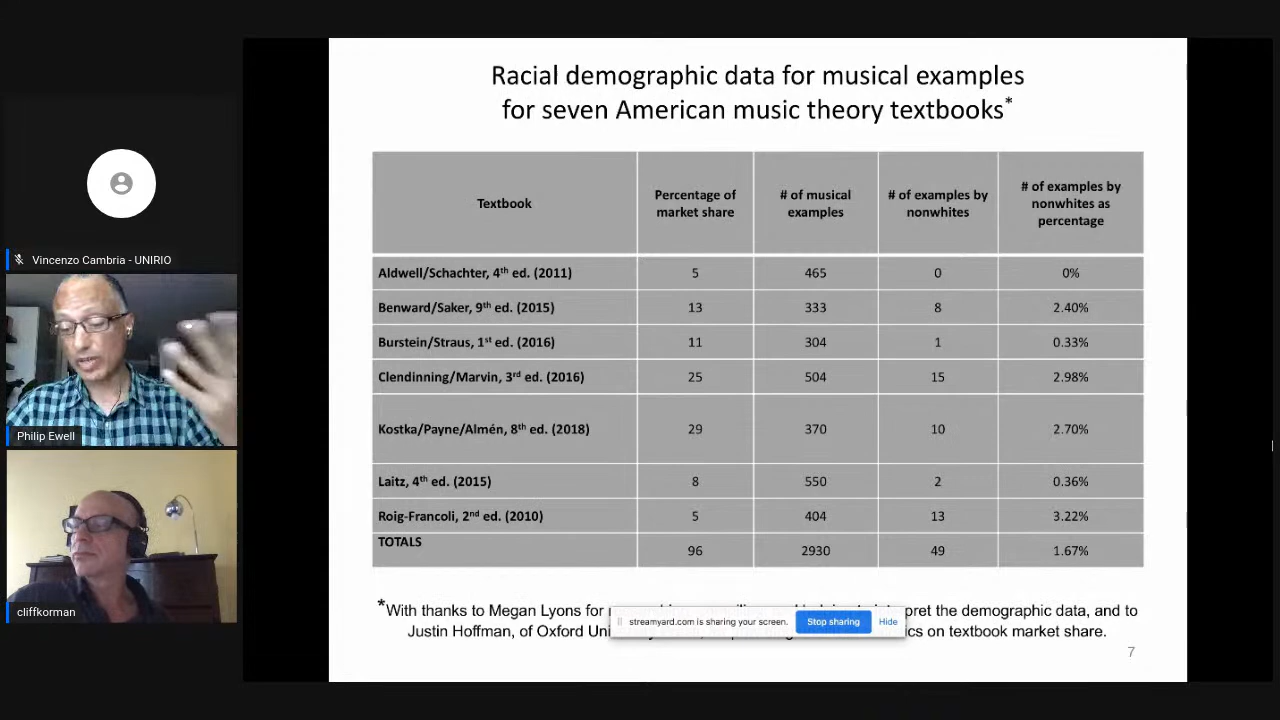 Racial demographic data for musical examples
for seven American music theory textbooks*
Textbook
Percentage of
market share
# of musical
examples
# of examples by
nonwhites
# of examples by
nonwhites as
percentage
Aldwell/Schachter, 4th ed. (2011) 5 465 0 0%
Benward/Saker, 9th ed. (2015) 13 333 8 2.40%
Burstein/Straus, 1st ed. (2016) 11 304 1 0.33%
Clendinning/Marvin, 3rd ed. (2016) 25 504 15 2.98%
Kostka/Payne/Almén, 8th ed. (2018) 29 370 10 2.70%
Laitz, 4th ed. (2015) 8 550 2 0.36%
Roig-Francoli, 2nd ed. (2010) 5 404 13 3.22%
TOTALS 96 2930 49 1.67%
*With thanks to Megan Lyons for the demographic data, and to
Justin Hoffman, of Oxford on textbook market share.
streamyard.com is sharing your screen. Stop sharing Hide
7
Vincenzo Cambria - UNIRIO
Philip Ewell
cliffkorman